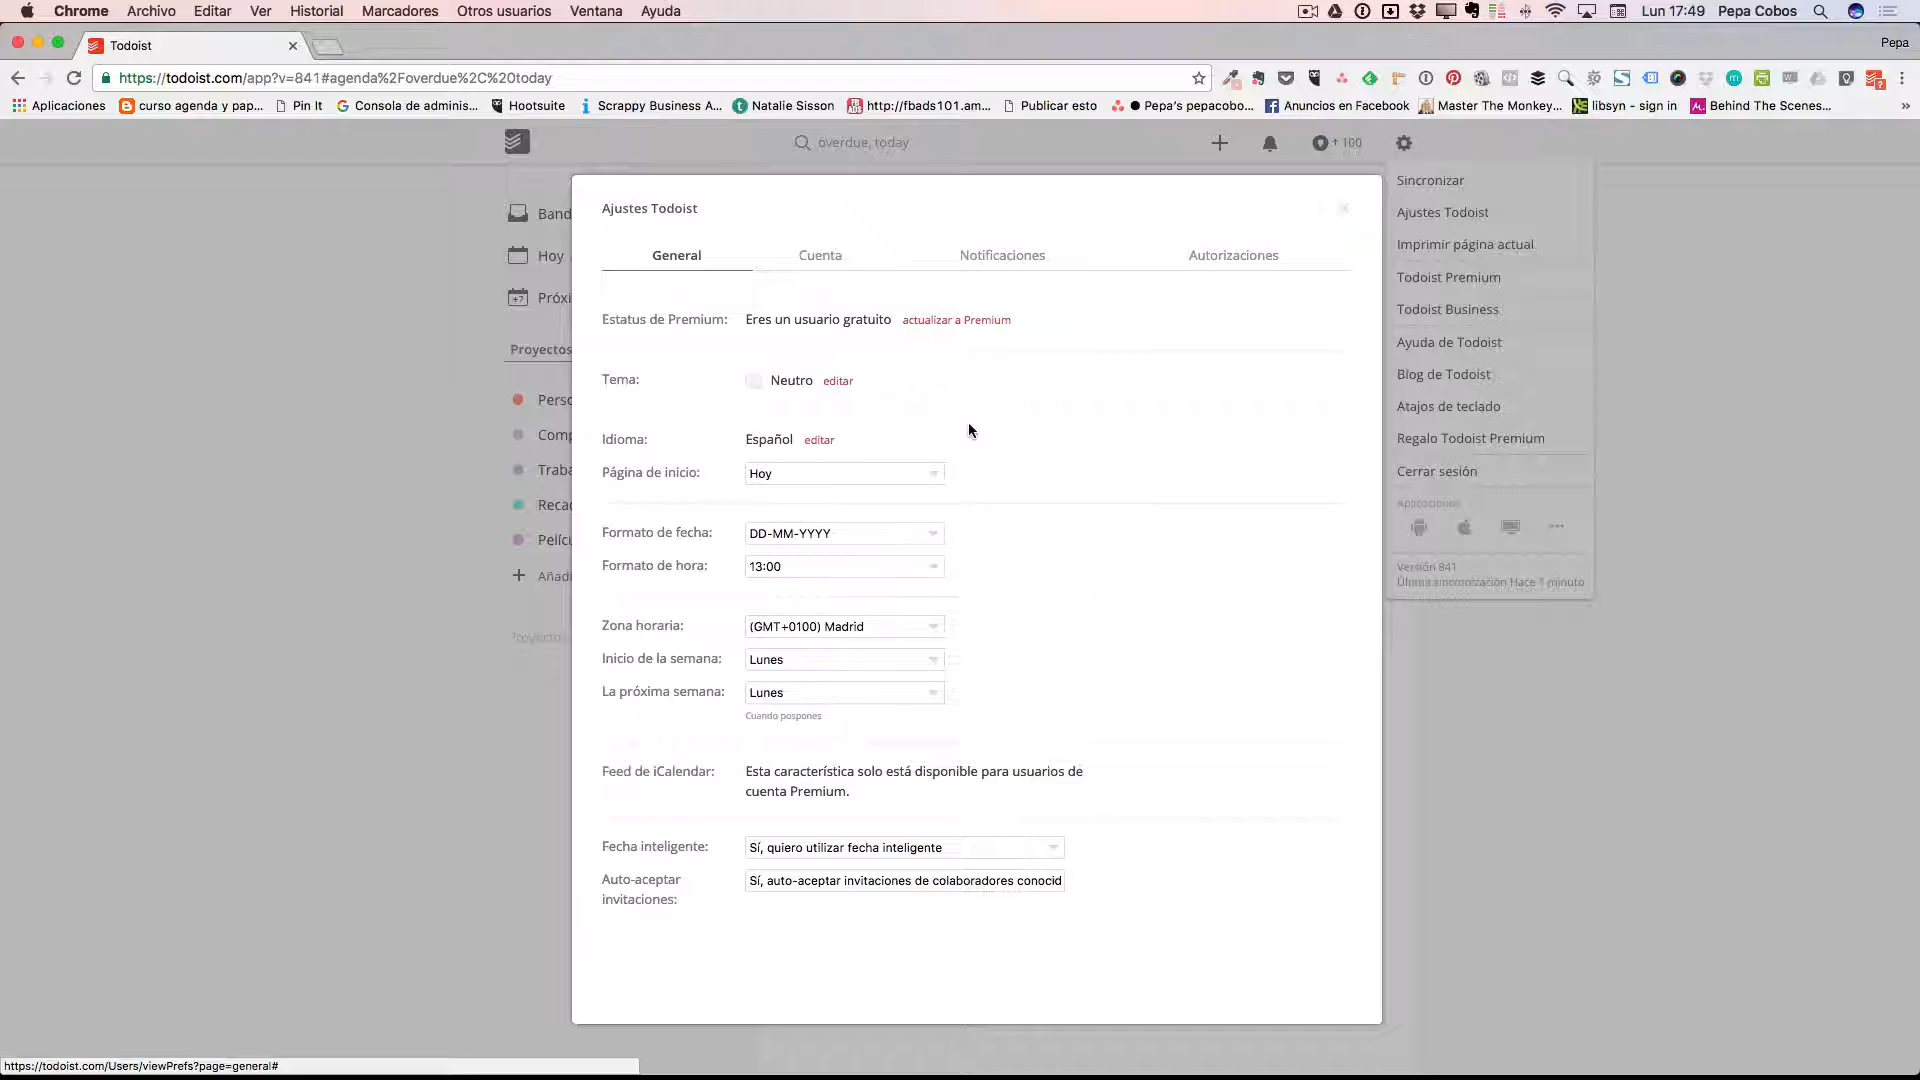 Chrome Archivo Editar Ver Historial Marcadores Otros usuarios Ventana Ayuda
Lun 17:49 Pepa Cobos
Todoist
Pepa
https://todoist.com/app?v=841#agenda%2Foverdue%2C%20today
Aplicaciones curso agenda y pap... Pin It Consola de adminis... Hootsuite Scrappy Business A... Natalie Sisson http://fbads101.am... Publicar esto Pepa's pepacobo... Anuncios en Facebook Master The Monkey... libsyn - sign in Behind The Scenes... »
overdue, today
100
Sincronizar
Ajustes Todoist
Imprimir página actual
Todoist Premium
Todoist Business
Ayuda de Todoist
Blog de Todoist
Atajos de teclado
Regalo Todoist Premium
Cerrar sesión
Aplicaciones
Versión 841
Hace 1 minuto
Band
Hoy
Próxi
Proyectos
Perso
Comp
Traba
Recad
Pelícu
Añadi
Ajustes Todoist
General Cuenta Notificaciones Autorizaciones
Estatus de Premium: Eres un usuario gratuito actualizar a Premium
Tema: Neutro editar
Idioma: Español editar
Página de inicio: Hoy
Formato de fecha: DD-MM-YYYY
Formato de hora: 13:00
Zona horaria: (GMT+0100) Madrid
Inicio de la semana: Lunes
La próxima semana: Lunes
Cuando pospones
Feed de iCalendar: Esta característica solo está disponible para usuarios de
cuenta Premium.
Fecha inteligente: Sí, quiero utilizar fecha inteligente
Auto-aceptar
invitaciones: Sí, auto-aceptar invitaciones de colaboradores conocid
https://todoist.com/Users/viewPrefs?page=general#